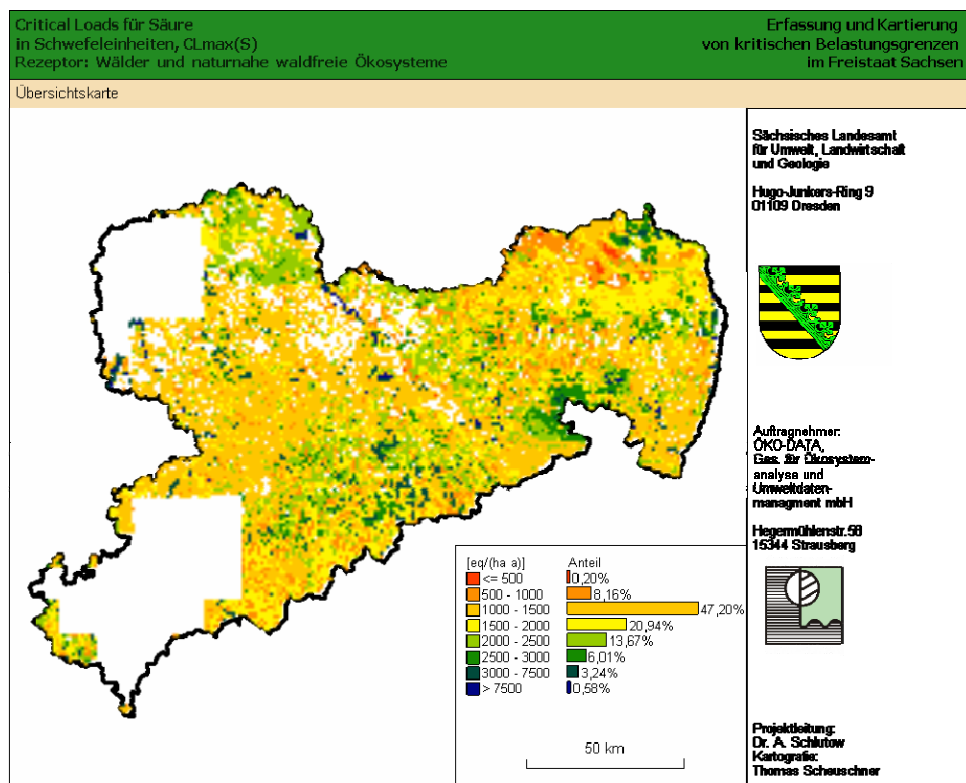 Critical Loads für Säure
in Schwefeleinheiten, CLmax(S)
Rezeptor: Wälder und naturnahe waldfreie Ökosysteme
Erfassung und Kartierung
von kritischen Belastungsgrenzen
im Freistaat Sachsen
Übersichtskarte
Sächsisches Landesamt
für Umwelt, Landwirtschaft
und Geologie
Hugo-Junkers-Ring 9
01109 Dresden
Auftragnehmer:
ÖKO-DATA,
Ges. für Ökosystem-
analyse und
Umweltdaten-
managment mbH
Hegermühlenstr.58
15344 Strausberg
[eq/(ha a)] Anteil
<= 500 0,20%
500 - 1000 8,16%
1000 - 1500 47,20%
1500 - 2000 20,94%
2000 - 2500 13,67%
2500 - 3000 6,01%
3000 - 7500 3,24%
> 7500 0,58%
50 km
Projektleitung:
Dr. A. Schlutow
Kartografie:
Thomas Scheuschner